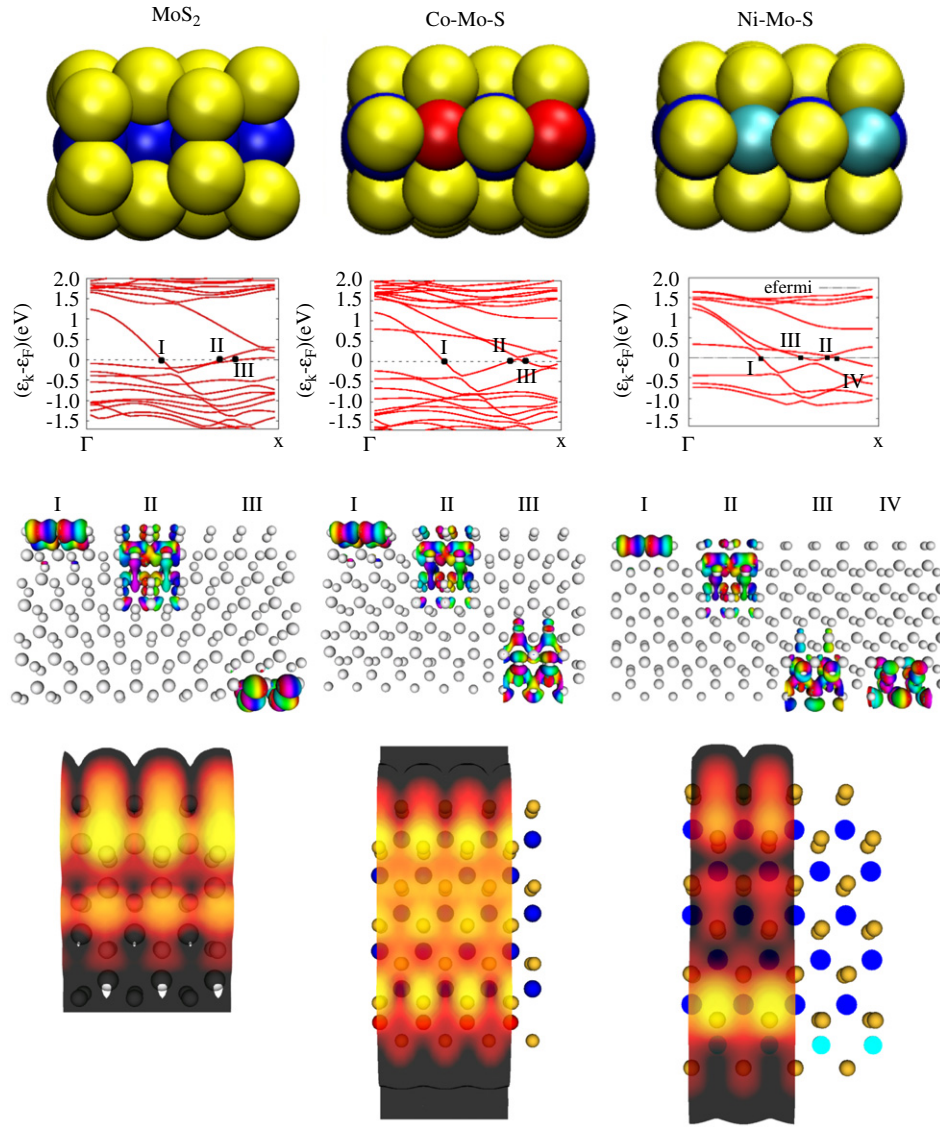 MoS₂ Co-Mo-S Ni-Mo-S
2.0 2.0 2.0
efermi
1.5 1.5 1.5
1.0 1.0 1.0
(εk-εF)(eV) (εk-εF)(eV) (εk-εF)(eV)
0.5 I II 0.5 I II 0.5 III II
0 0 0
III III I
-0.5 -0.5 -0.5 IV
-1.0 -1.0 -1.0
-1.5 -1.5 -1.5
Γ x Γ x Γ x
I II III I II III I II III IV